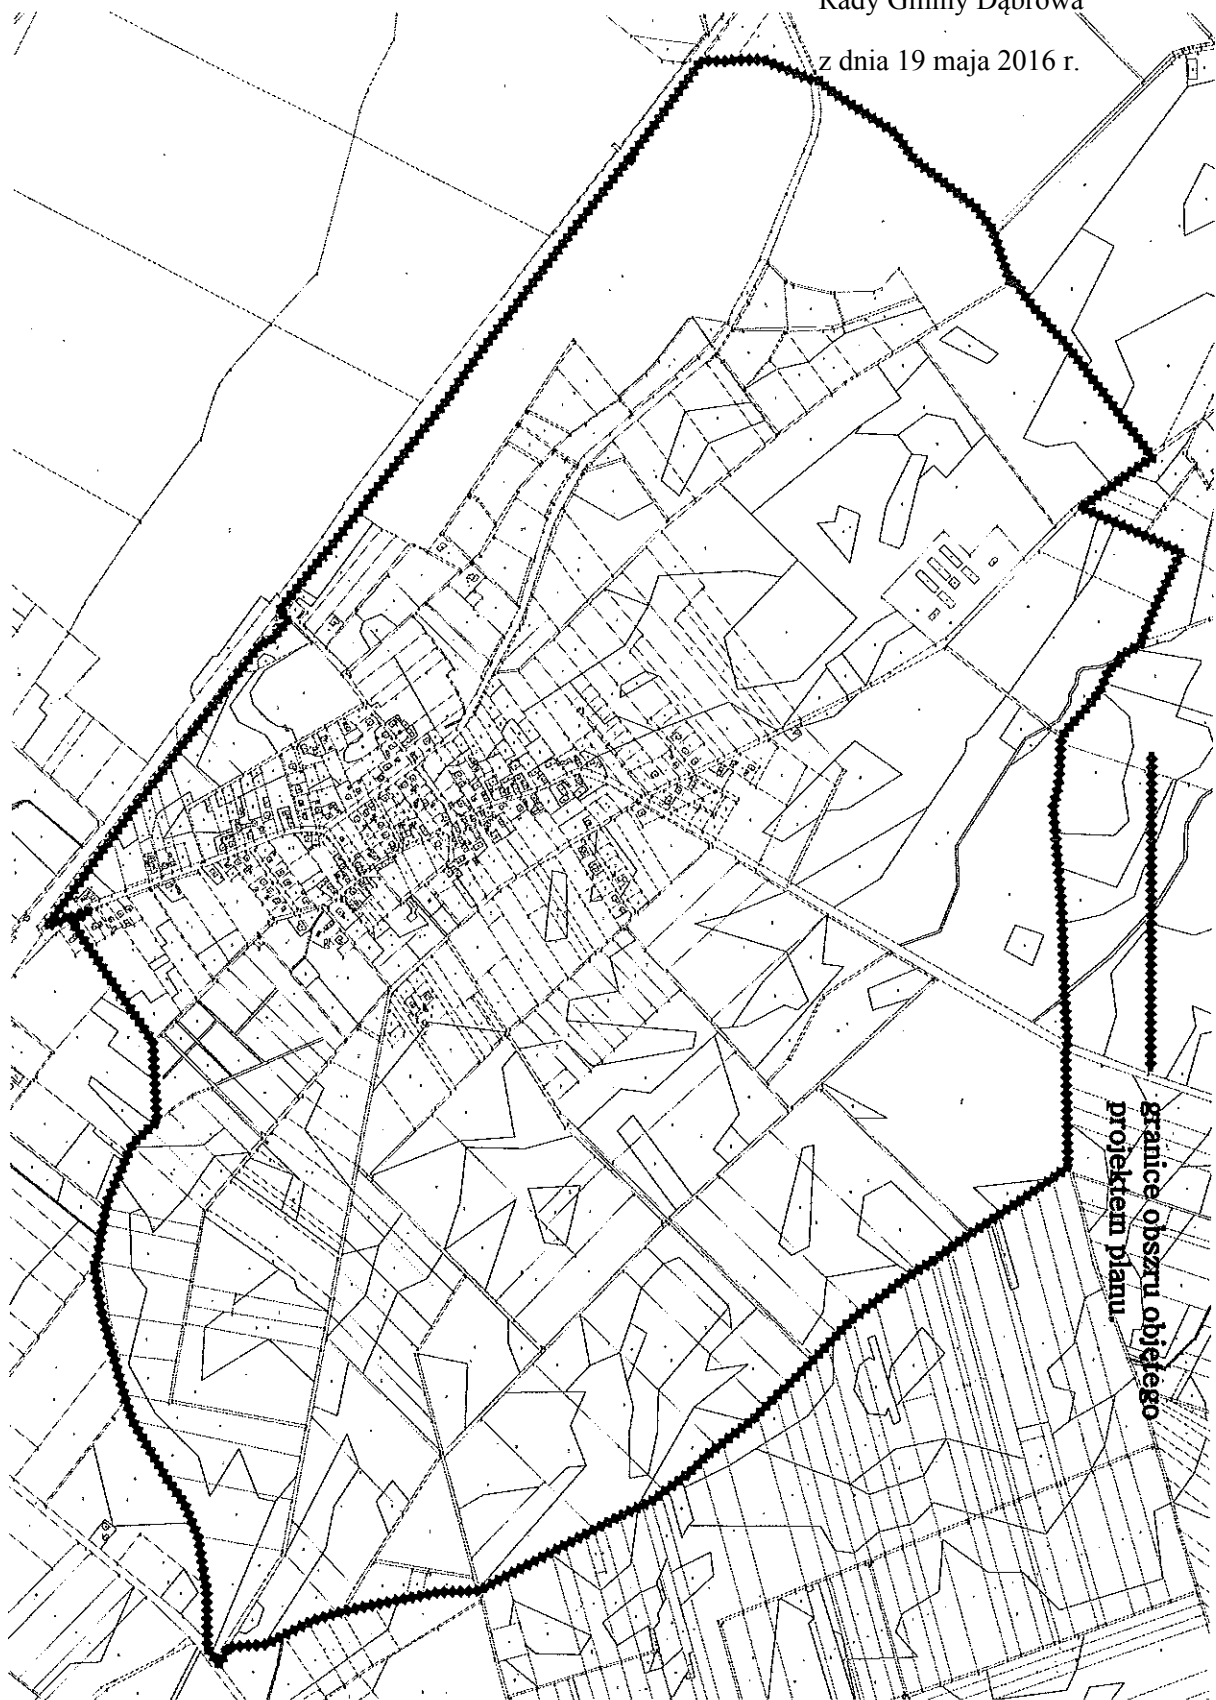 Rady Gminy Dąbrowa
z dnia 19 maja 2016 r.
granice obszru objętego
projektem planu.